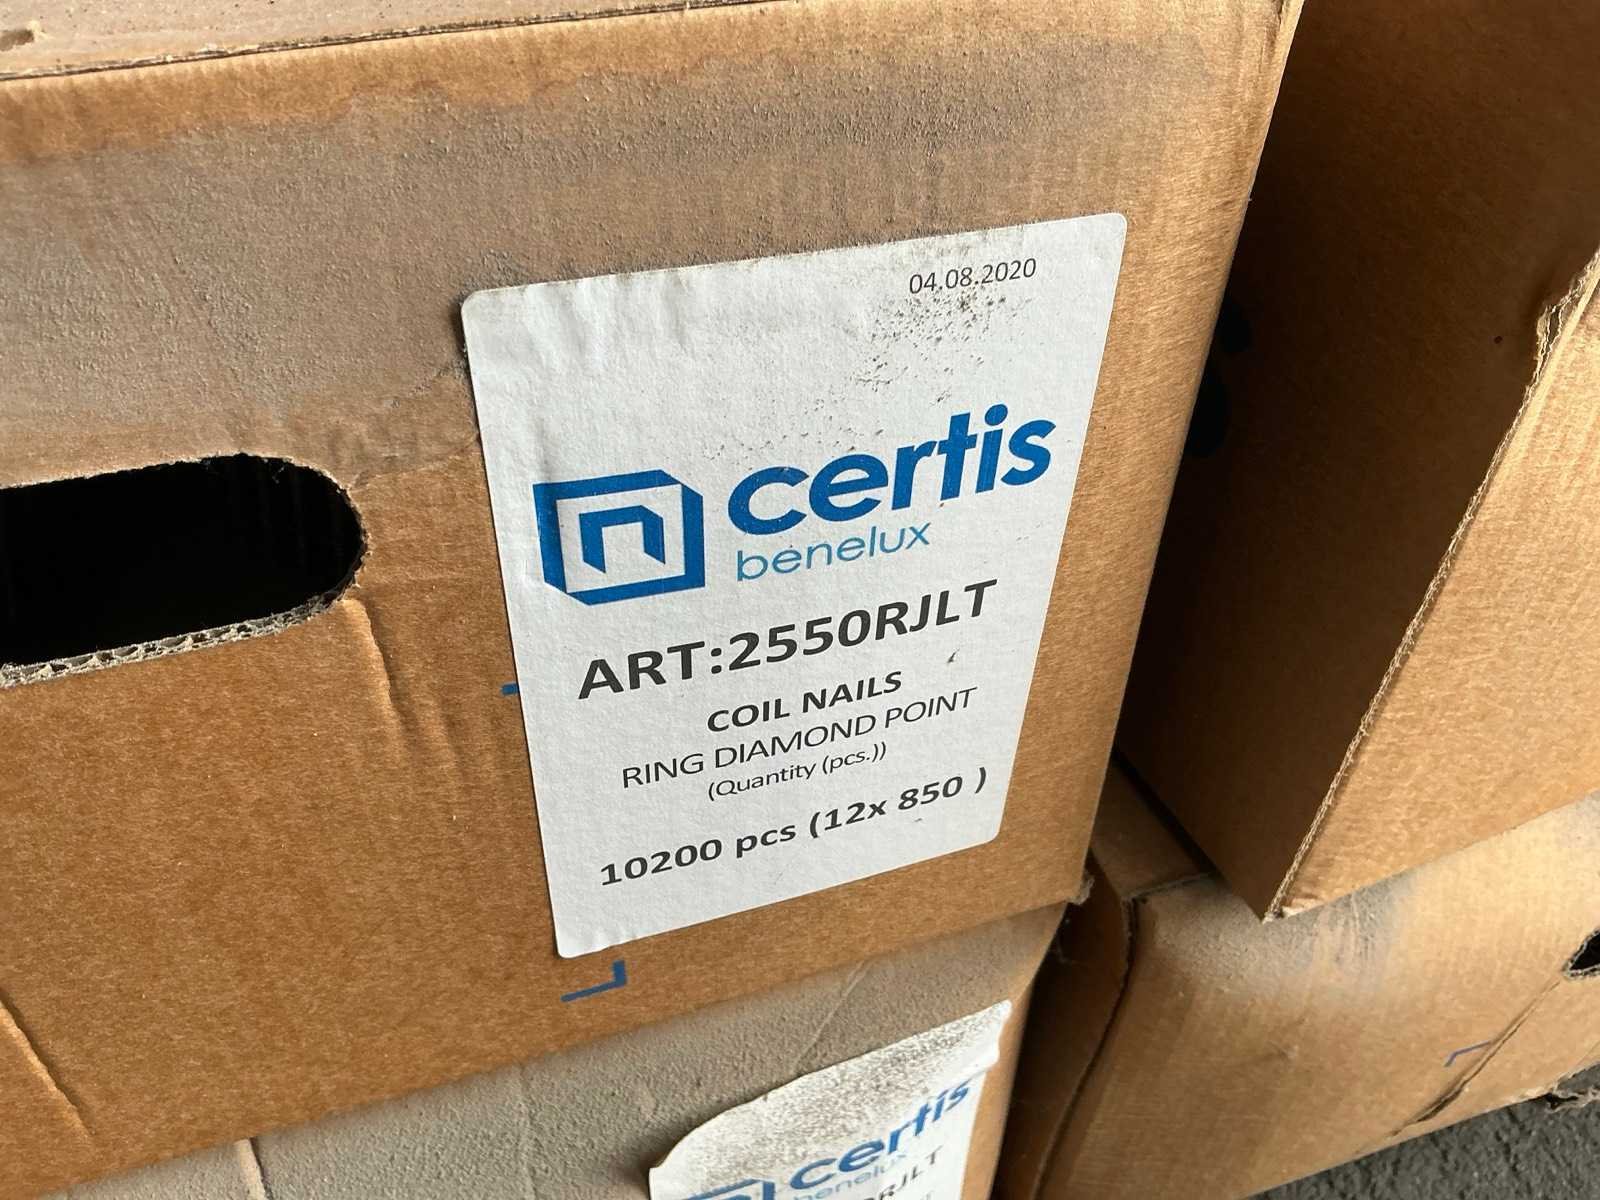 04.08.2020
certis
benelux
ART:2550RJLT
COIL NAILS
RING DIAMOND POINT
(Quantity (pcs.))
10200 pcs (12x 850 )
certis
benelux